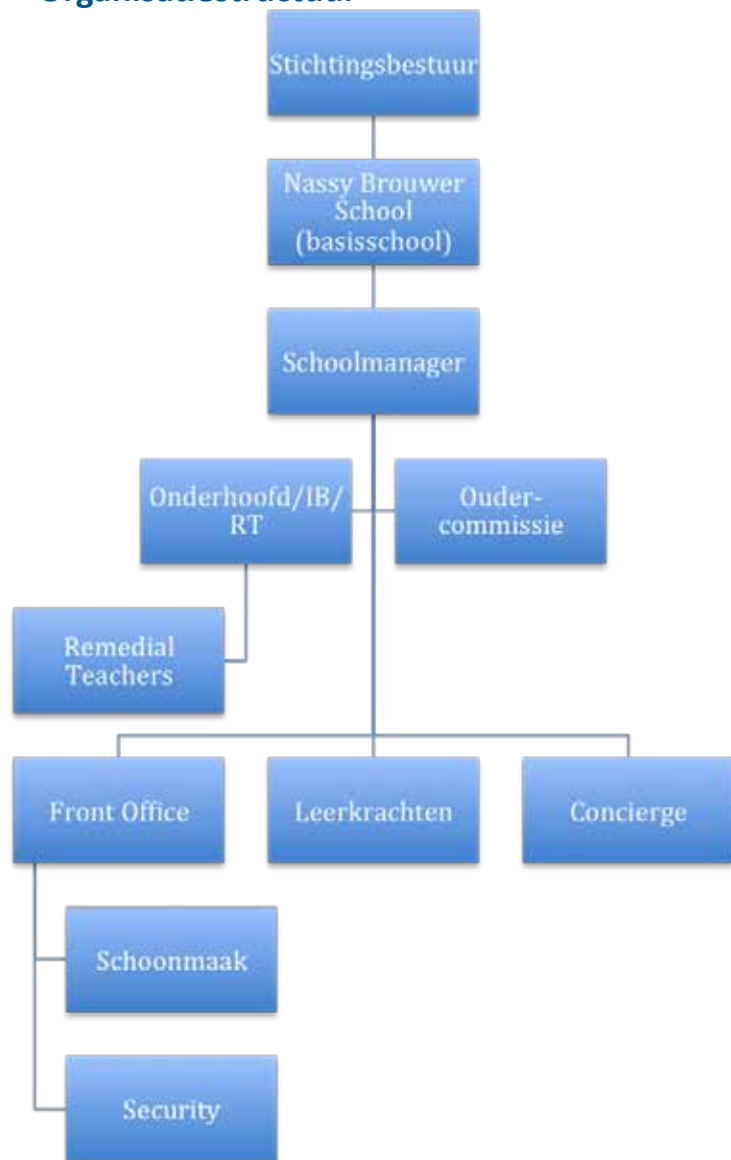 Organisatiestructuur
Stichtingsbestuur
Nassy Brouwer
School
(basisschool)
Schoolmanager
Onderhoofd/IB/
RT
Ouder-
commissie
Remedial
Teachers
Front Office
Leerkrachten
Concierge
Schoonmaak
Security